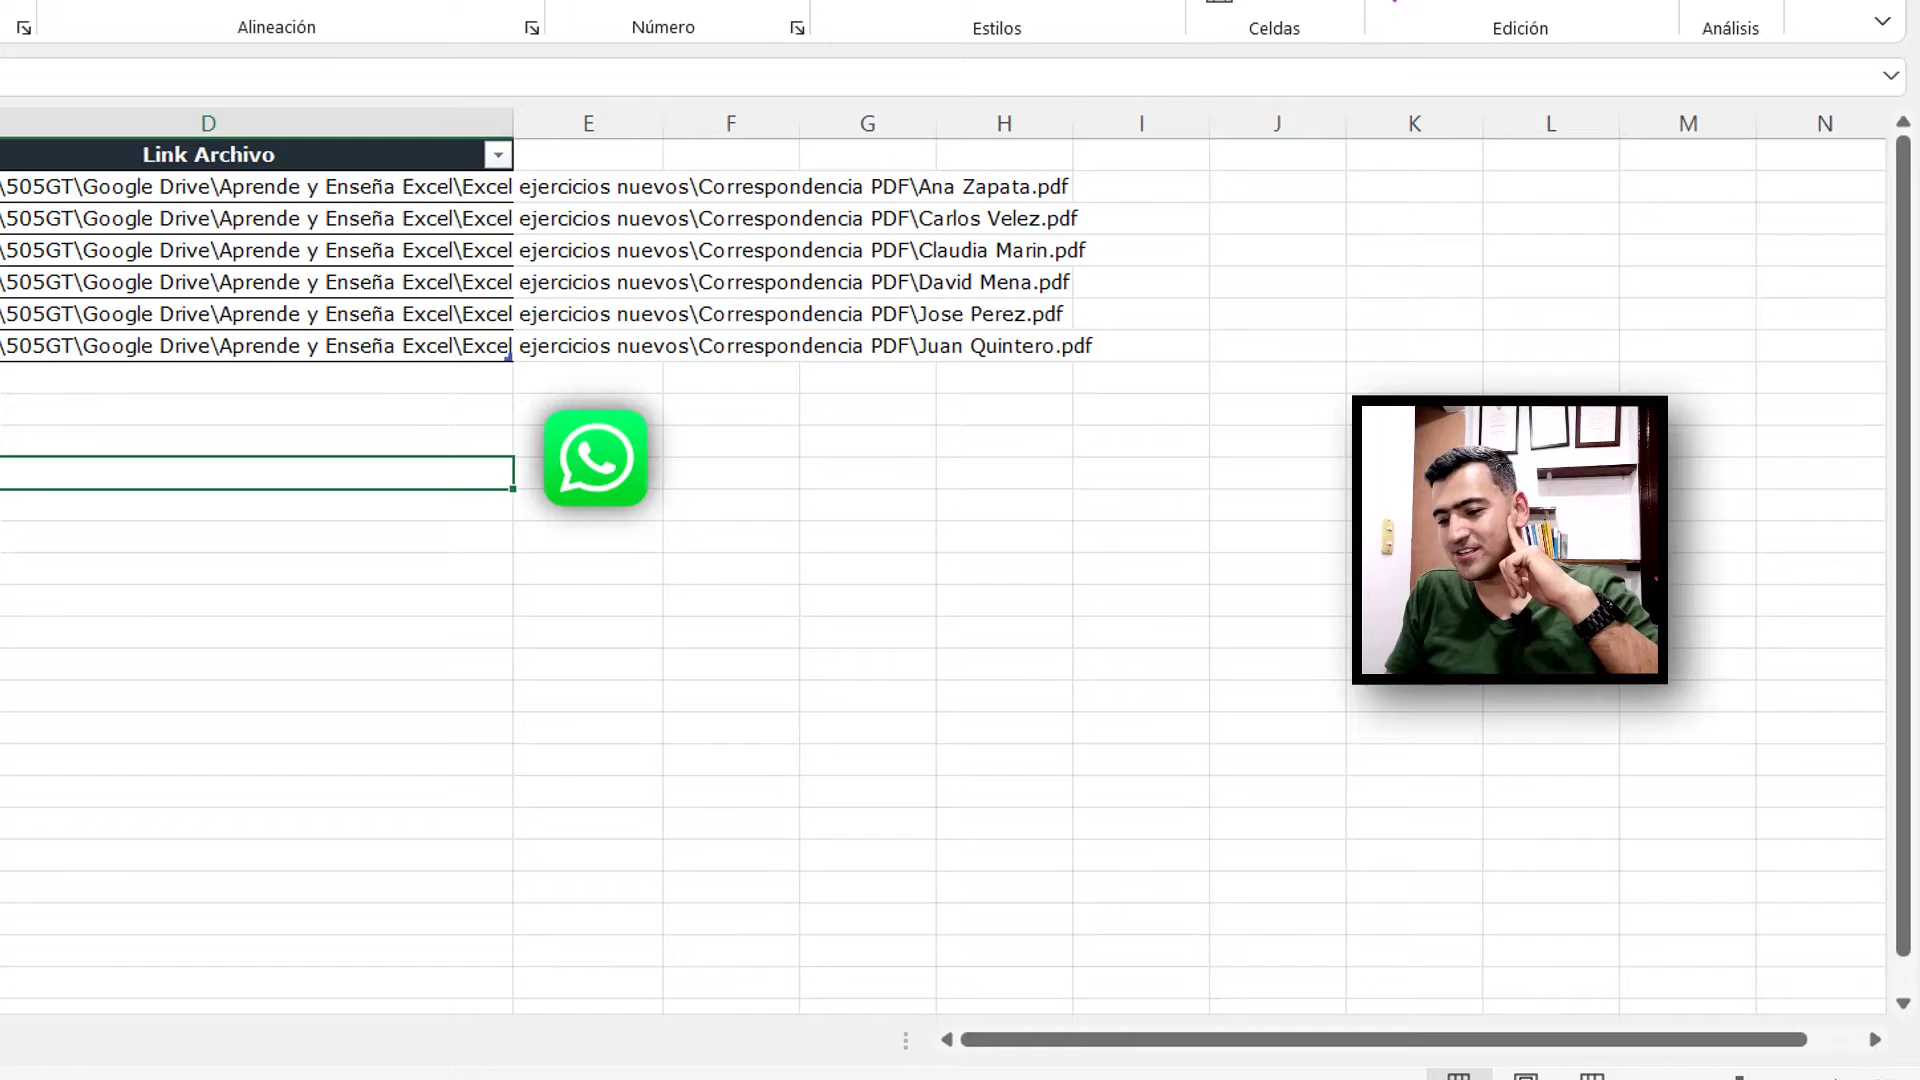 Alineación
Número
Estilos
Celdas
Edición
Análisis
D E F G H I J K L M N
Link Archivo
\505GT\Google Drive\Aprende y Enseña Excel\Excel ejercicios nuevos\Correspondencia PDF\Ana Zapata.pdf
\505GT\Google Drive\Aprende y Enseña Excel\Excel ejercicios nuevos\Correspondencia PDF\Carlos Velez.pdf
\505GT\Google Drive\Aprende y Enseña Excel\Excel ejercicios nuevos\Correspondencia PDF\Claudia Marin.pdf
\505GT\Google Drive\Aprende y Enseña Excel\Excel ejercicios nuevos\Correspondencia PDF\David Mena.pdf
\505GT\Google Drive\Aprende y Enseña Excel\Excel ejercicios nuevos\Correspondencia PDF\Jose Perez.pdf
\505GT\Google Drive\Aprende y Enseña Excel\Excel ejercicios nuevos\Correspondencia PDF\Juan Quintero.pdf